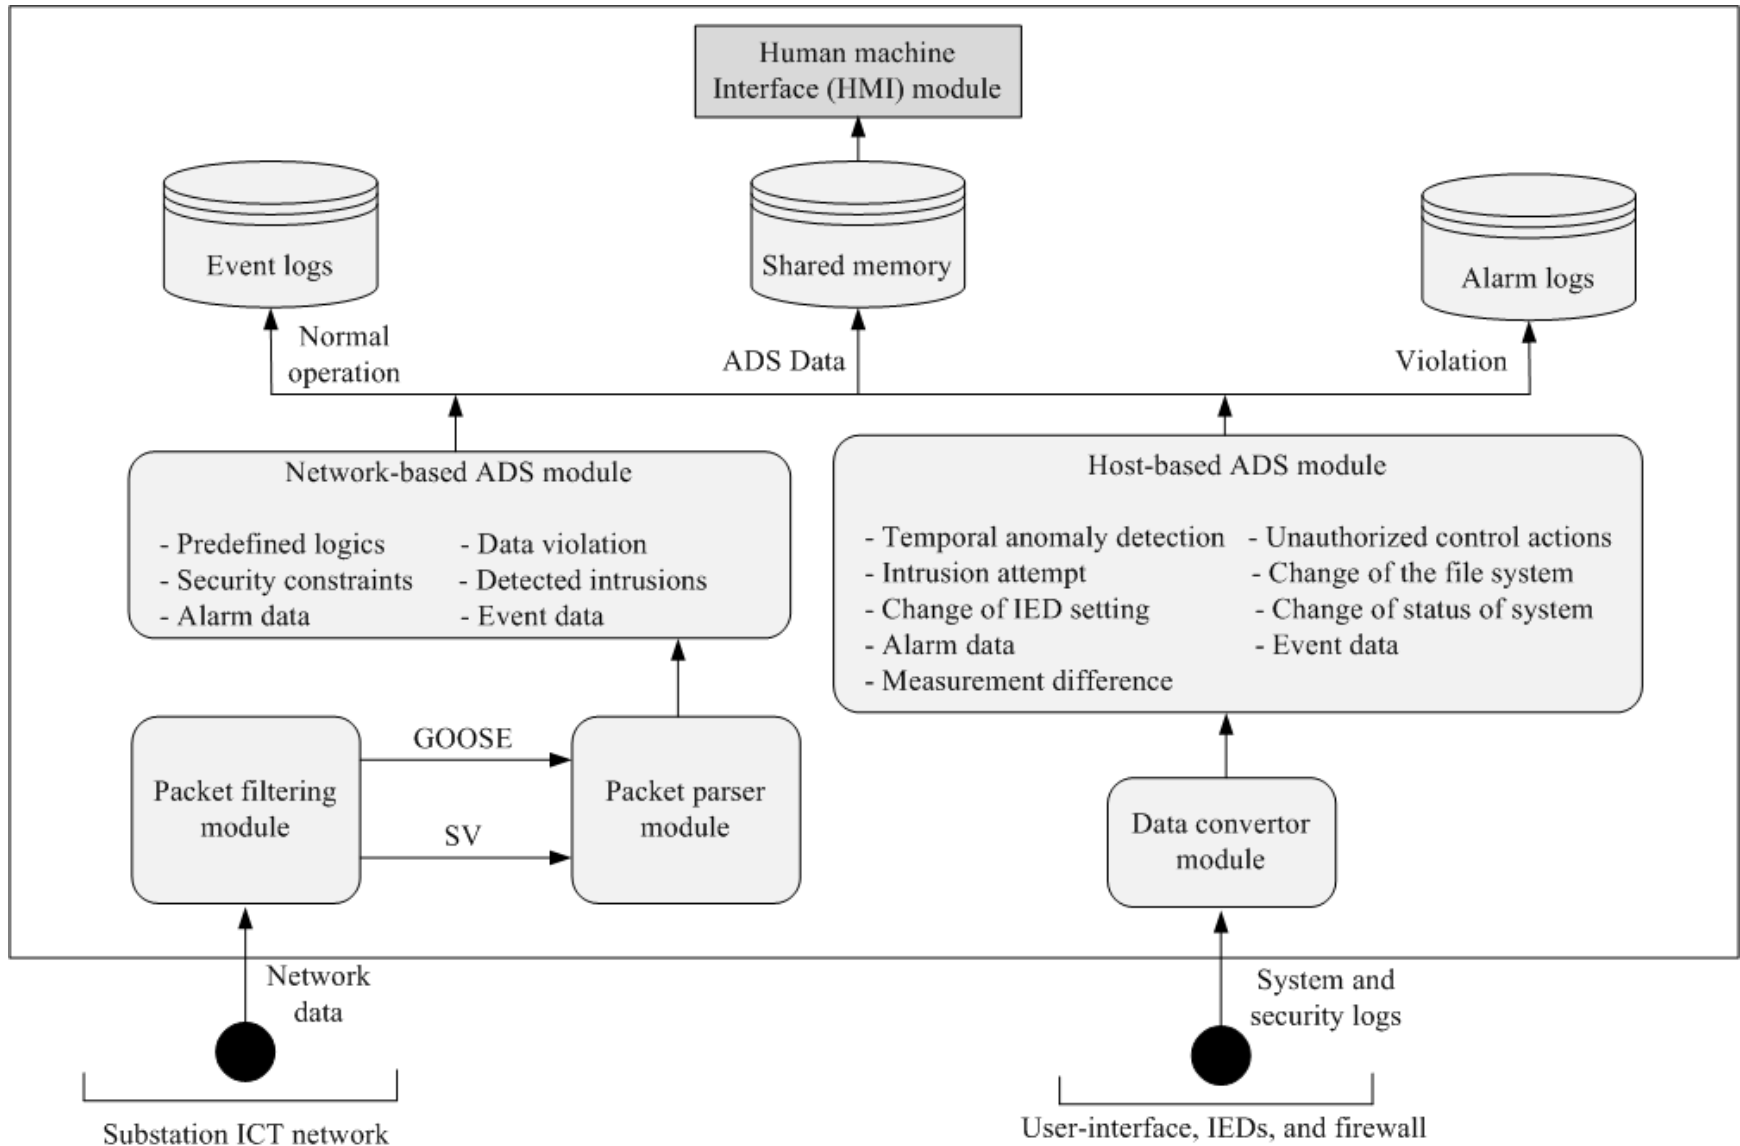 Human machine
Interface (HMI) module
Event logs
Shared memory
Alarm logs
Normal
operation
ADS Data
Violation
Network-based ADS module
- Predefined logics
- Security constraints
- Alarm data
- Data violation
- Detected intrusions
- Event data
Host-based ADS module
- Temporal anomaly detection
- Intrusion attempt
- Change of IED setting
- Alarm data
- Measurement difference
- Unauthorized control actions
- Change of the file system
- Change of status of system
- Event data
Packet filtering
module
GOOSE
SV
Packet parser
module
Data convertor
module
Network
data
System and
security logs
Substation ICT network
User-interface, IEDs, and firewall